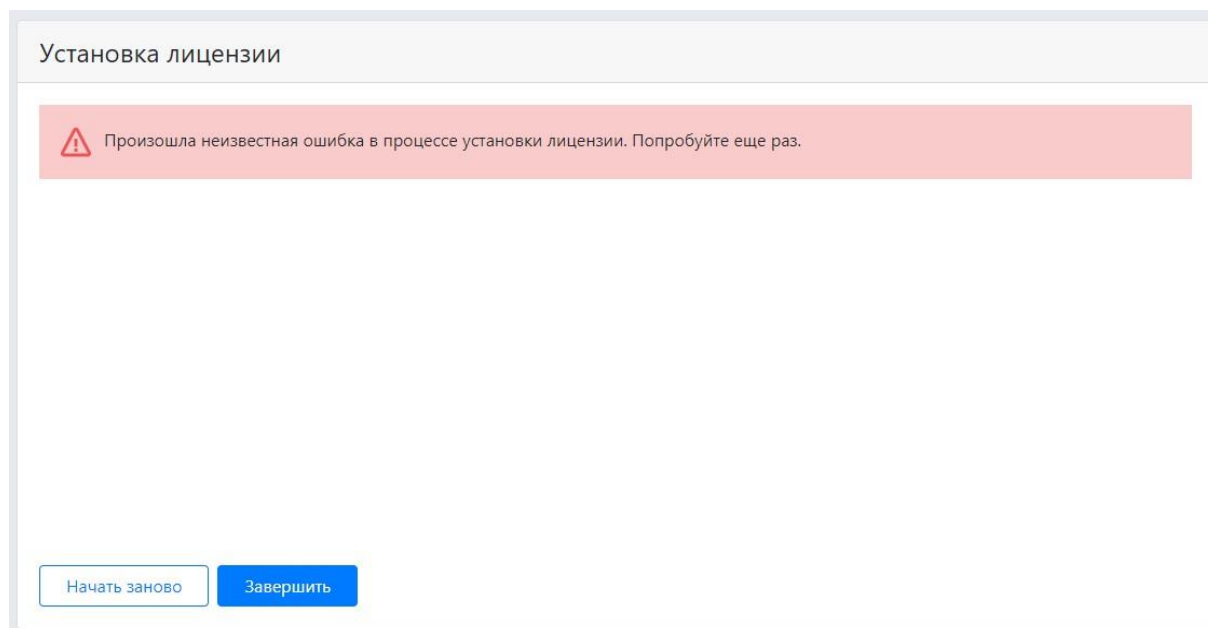 Установка лицензии
Произошла неизвестная ошибка в процессе установки лицензии. Попробуйте еще раз.
Начать заново
Завершить